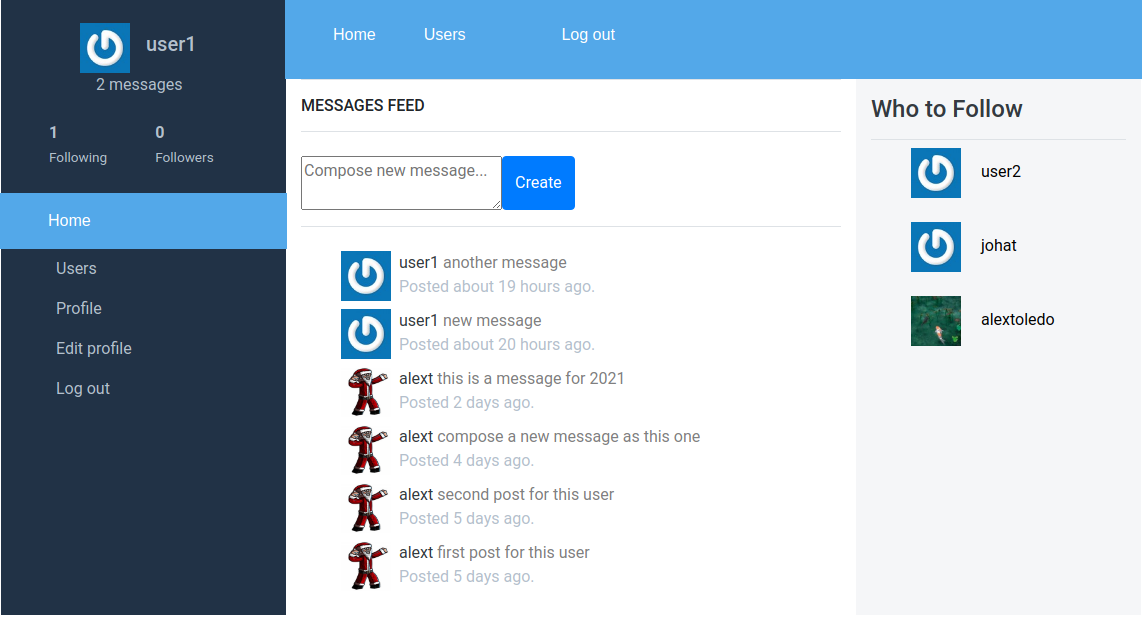 user1
2 messages
1 0
Following Followers
Home
Users
Profile
Edit profile
Log out
Home Users Log out
MESSAGES FEED
Compose new message...
Create
user1 another message
Posted about 19 hours ago.
user1 new message
Posted about 20 hours ago.
alext this is a message for 2021
Posted 2 days ago.
alext compose a new message as this one
Posted 4 days ago.
alext second post for this user
Posted 5 days ago.
alext first post for this user
Posted 5 days ago.
Who to Follow
user2
johat
alextoledo